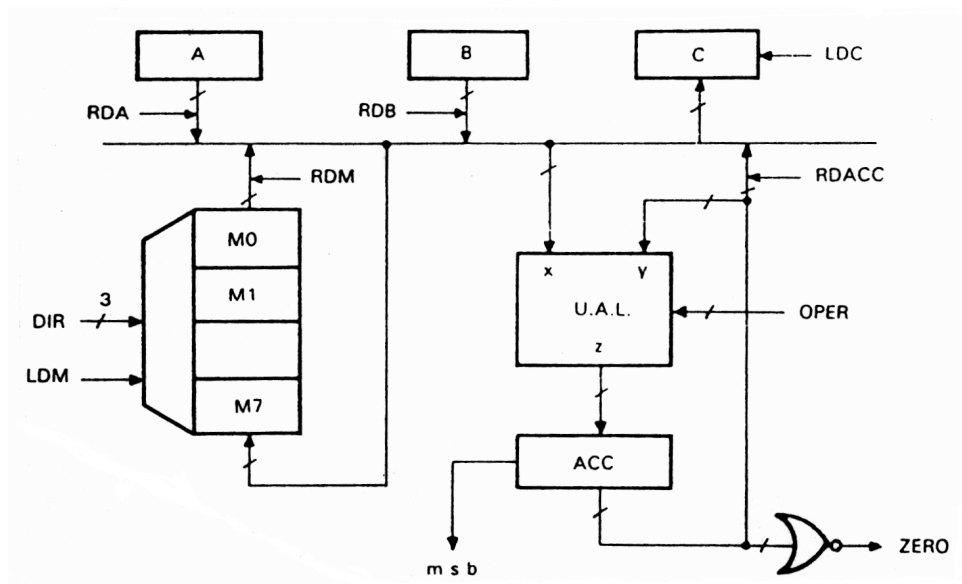 A
B
C
LDC
RDA
RDB
RDM
RDACC
M0
M1
x
y
3
DIR
U.A.L.
OPER
z
LDM
M7
ACC
m s b
ZERO